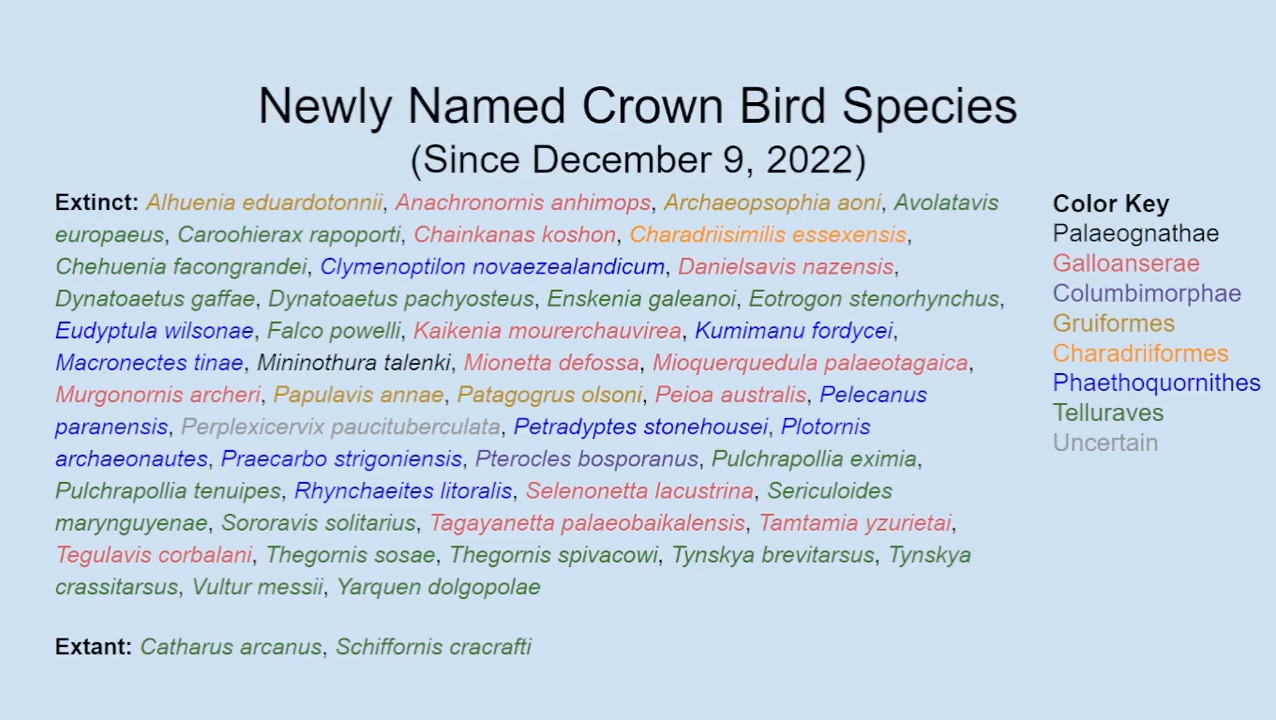 Newly Named Crown Bird Species
(Since December 9, 2022)
Extinct: Alhuenia eduardotonnii, Anachronornis anhimops, Archaeopsophia aoni, Avolatavis
europaeus, Caroohierax rapoporti, Chainkanas koshon, Charadriisimilis essexensis,
Chehuenia facongrandei, Clymenoptilon novaezealandicum, Danielsavis nazensis,
Dynatoaetus gaffae, Dynatoaetus pachyosteus, Enskenia galeanoi, Eotrogon stenorhynchus,
Eudyptula wilsonae, Falco powelli, Kaikenia mourerchauvirea, Kumimanu fordycei,
Macronectes tinae, Mininothura talenki, Mionetta defossa, Mioquerquedula palaeotagaica,
Murgonornis archeri, Papulavis annae, Patagogrus olsoni, Peioa australis, Pelecanus
paranensis, Perplexicervix paucituberculata, Petradyptes stonehousei, Plotornis
archaeonautes, Praecarbo strigoniensis, Pterocles bosporanus, Pulchrapollia eximia,
Pulchrapollia tenuipes, Rhynchaeites litoralis, Selenonetta lacustrina, Sericuloides
marynguyenae, Sororavis solitarius, Tagayanetta palaeobaikalensis, Tamtamia yzurietai,
Tegulavis corbalani, Thegornis sosae, Thegornis spivacowi, Tynskya brevitarsus, Tynskya
crassitarsus, Vultur messii, Yarquen dolgopolae
Extant: Catharus arcanus, Schiffornis cracrafti
Color Key
Palaeognathae
Galloanserae
Columbimorphae
Gruiformes
Charadriiformes
Phaethoquornithes
Telluraves
Uncertain